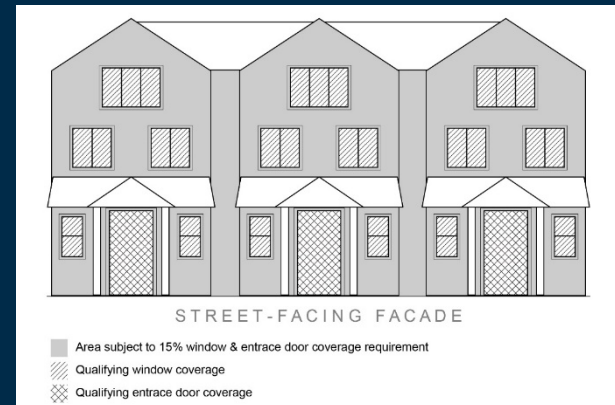 STREET-FACING FACADE
Area subject to 15% window & entrace door coverage requirement
Qualifying window coverage
Qualifying entrace door coverage